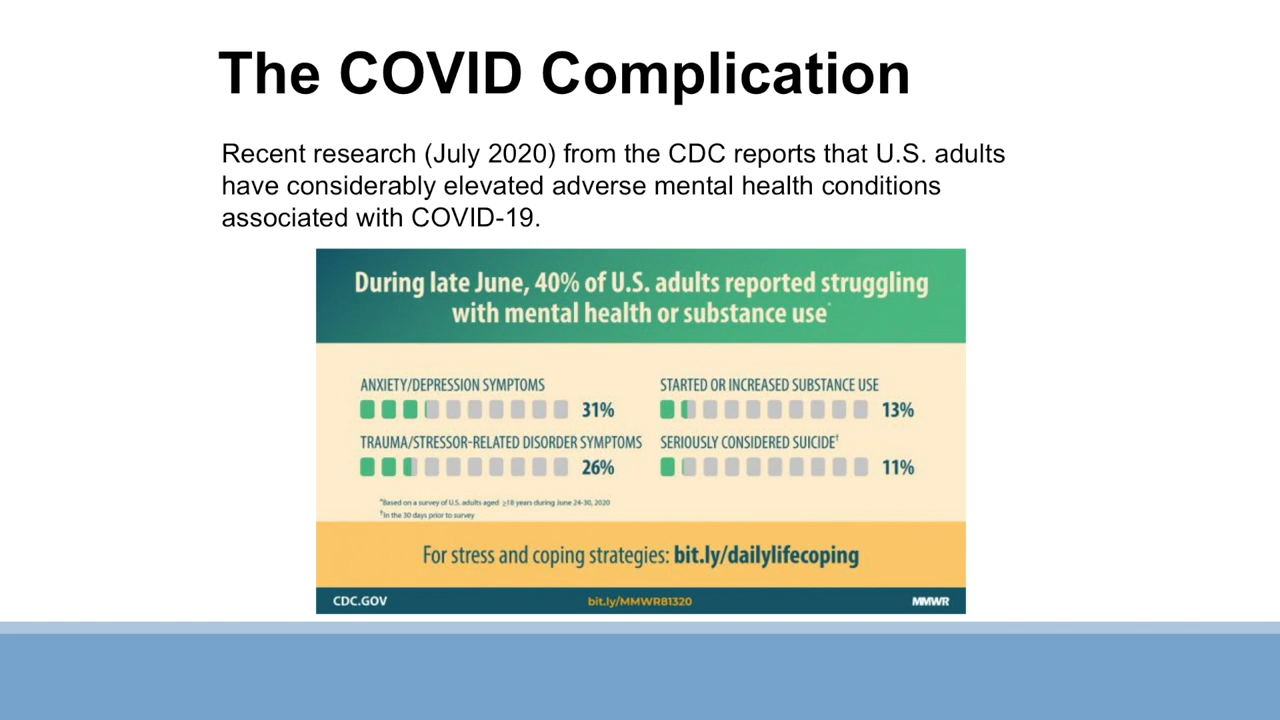 The COVID Complication
Recent research (July 2020) from the CDC reports that U.S. adults
have considerably elevated adverse mental health conditions
associated with COVID-19.
During late June, 40% of U.S. adults reported struggling
with mental health or substance use*
ANXIETY/DEPRESSION SYMPTOMS
31%
STARTED OR INCREASED SUBSTANCE USE
13%
TRAUMA/STRESSOR-RELATED DISORDER SYMPTOMS
26%
SERIOUSLY CONSIDERED SUICIDE†
11%
*Based on a survey of U.S. adults aged ≥18 years during June 24-30, 2020
†In the 30 days prior to survey
For stress and coping strategies: bit.ly/dailylifecoping
CDC.GOV
bit.ly/MMWR81320
MMWR